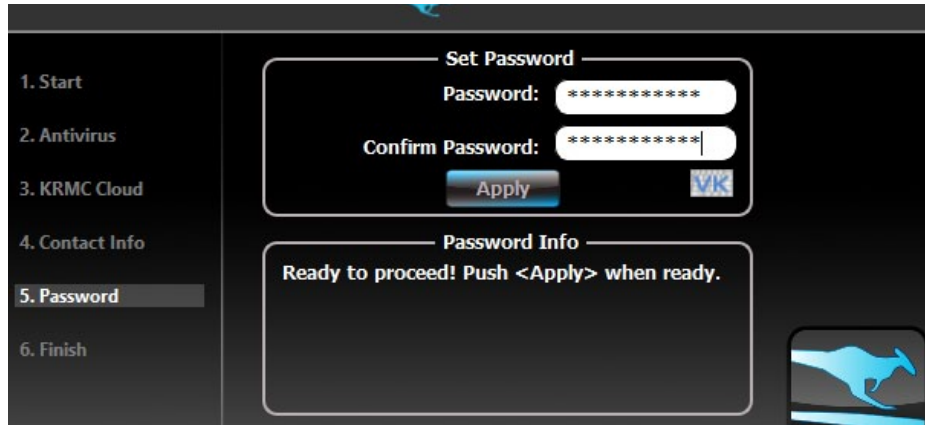 1. Start
2. Antivirus
3. KRMC Cloud
4. Contact Info
5. Password
6. Finish
Set Password
Password: ***********
Confirm Password: ***********
Apply
VK
Password Info
Ready to proceed! Push <Apply> when ready.